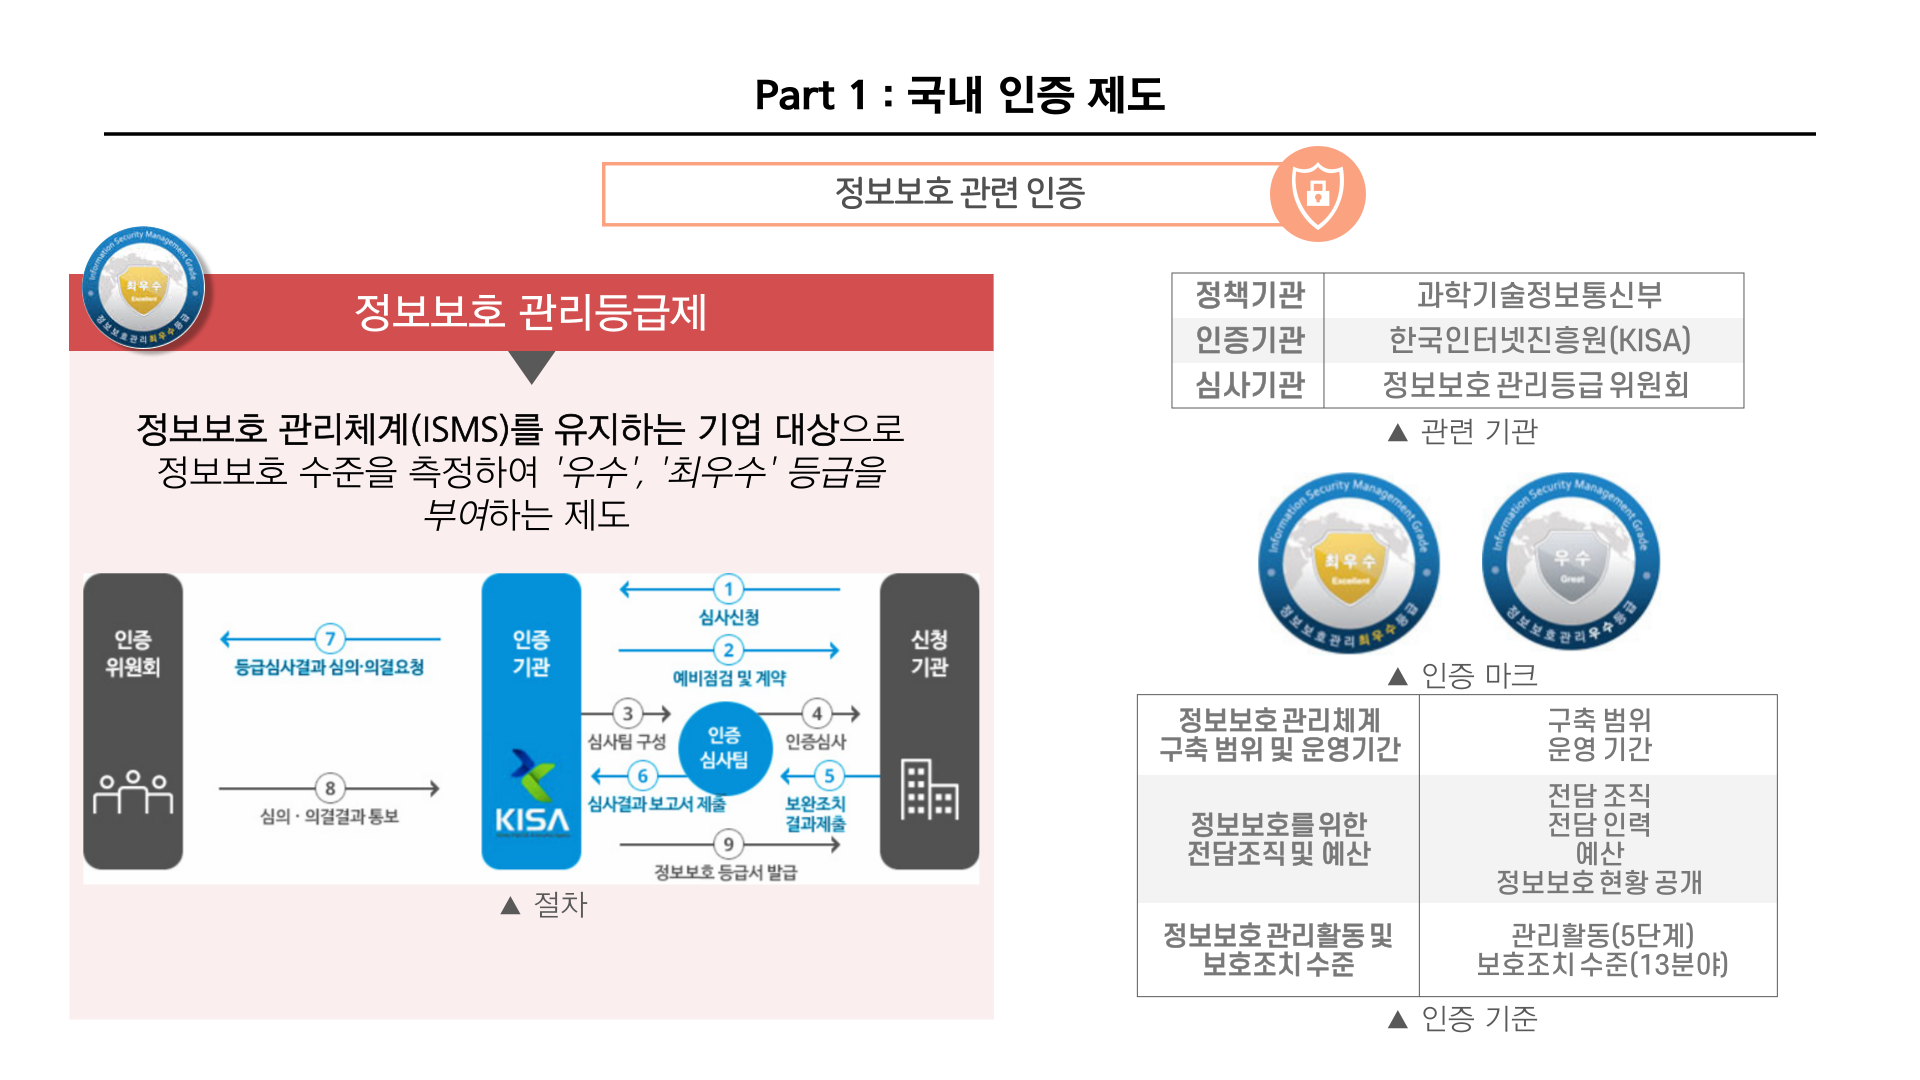 Part 1 : 국내 인증 제도
정보보호 관련 인증
Information Security Management Grade
최우수
Excellent
정보보호관리최우수등급
정보보호 관리등급제
정보보호 관리체계(ISMS)를 유지하는 기업 대상으로
정보보호 수준을 측정하여 '우수', '최우수' 등급을
부여하는 제도
인증
위원회
7
등급심사결과 심의·의결요청
8
심의 · 의결결과 통보
인증
기관
KISA
1
심사신청
2
예비점검 및 계약
3
심사팀 구성
인증
심사팀
4
인증심사
6
심사결과 보고서 제출
5
보완조치
결과제출
9
정보보호 등급서 발급
신청
기관
▲ 절차
정책기관 과학기술정보통신부
인증기관 한국인터넷진흥원(KISA)
심사기관 정보보호 관리등급 위원회
▲ 관련 기관
Information Security Management Grade
최우수
Excellent
정보보호관리최우수등급
Information Security Management Grade
우수
Great
정보보호관리우수등급
▲ 인증 마크
정보보호 관리체계
구축 범위 및 운영기간
구축 범위
운영 기간
정보보호를 위한
전담조직 및 예산
전담 조직
전담 인력
예산
정보보호 현황 공개
정보보호 관리활동 및
보호조치 수준
관리활동(5단계)
보호조치 수준(13분야)
▲ 인증 기준